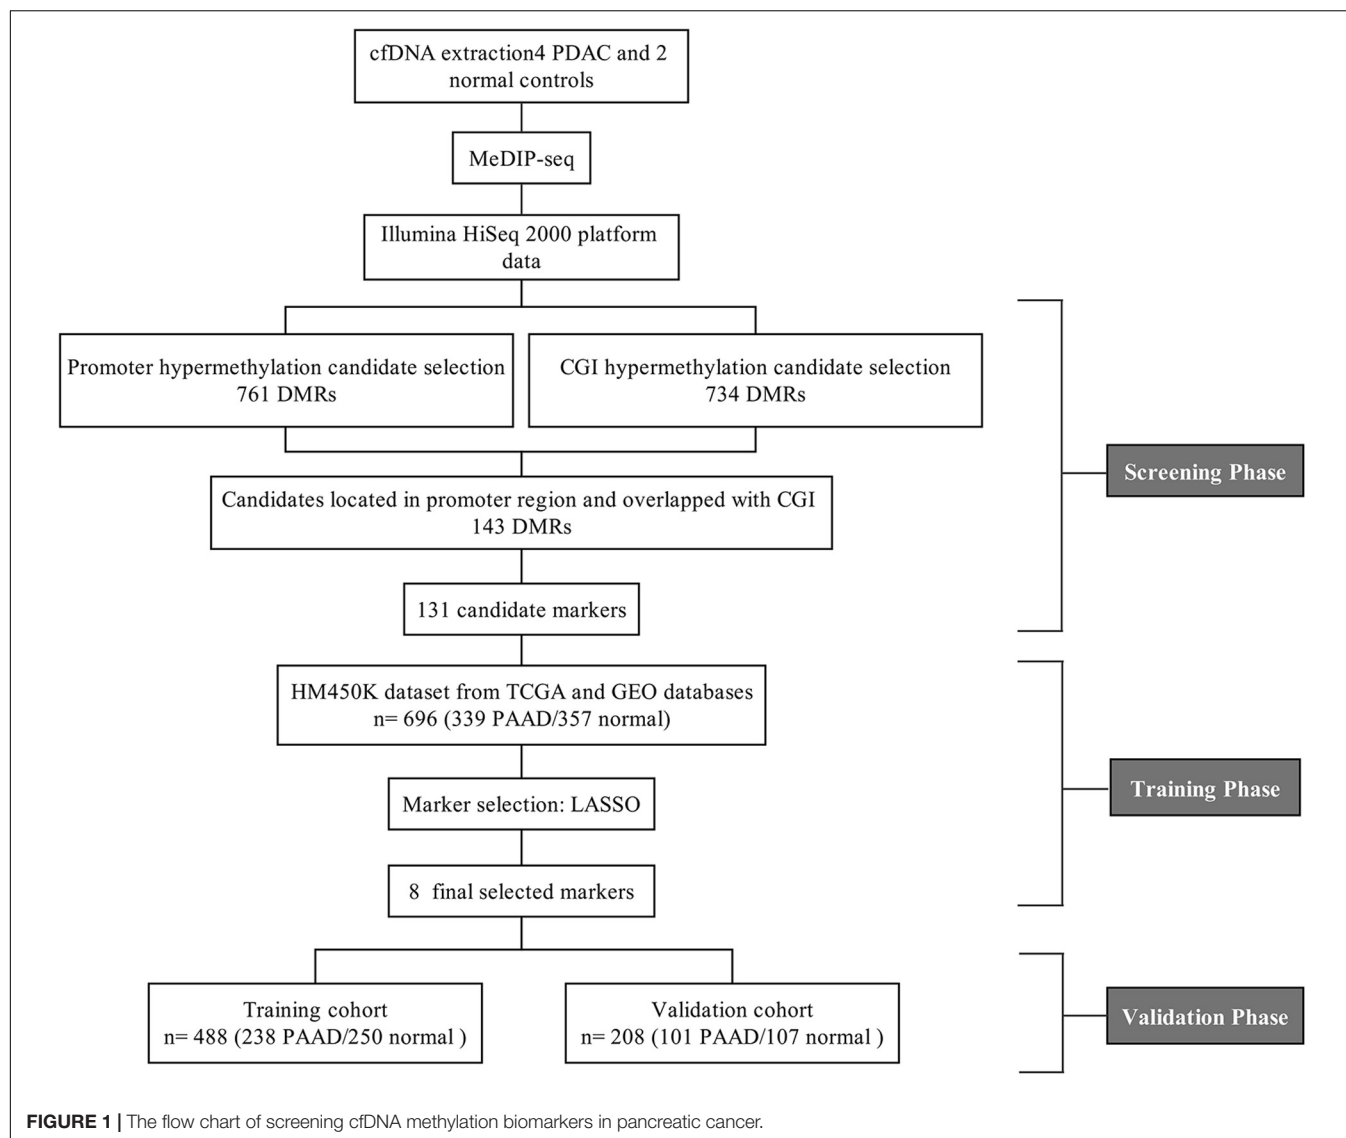 cfDNA extraction4 PDAC and 2
normal controls
MeDIP-seq
Illumina HiSeq 2000 platform
data
Promoter hypermethylation candidate selection
761 DMRs
CGI hypermethylation candidate selection
734 DMRs
Candidates located in promoter region and overlapped with CGI
143 DMRs
131 candidate markers
Screening Phase
HM450K dataset from TCGA and GEO databases
n= 696 (339 PAAD/357 normal)
Marker selection: LASSO
8 final selected markers
Training Phase
Training cohort
n= 488 (238 PAAD/250 normal )
Validation cohort
n= 208 (101 PAAD/107 normal )
Validation Phase
FIGURE 1 | The flow chart of screening cfDNA methylation biomarkers in pancreatic cancer.